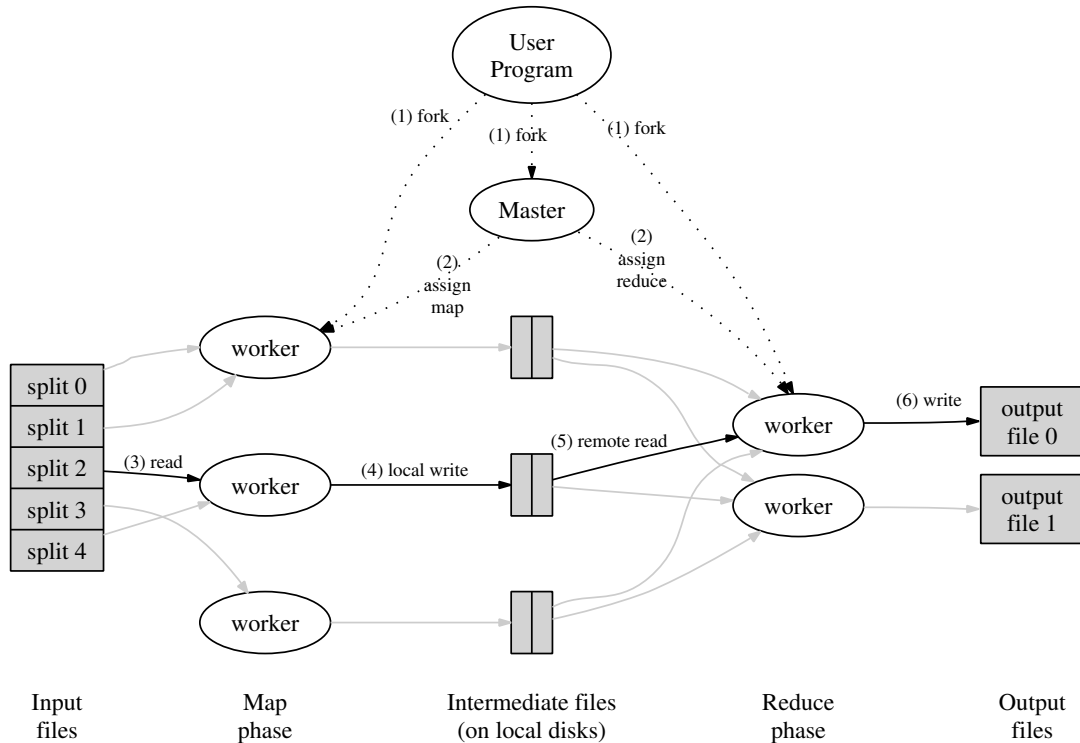 User
Program
(1) fork
(1) fork
(1) fork
Master
(2)
assign
map
(2)
assign
reduce
worker
split 0
split 1
split 2
split 3
split 4
(3) read
worker
(4) local write
worker
(5) remote read
worker
worker
(6) write
output
file 0
output
file 1
Input
files
Map
phase
Intermediate files
(on local disks)
Reduce
phase
Output
files